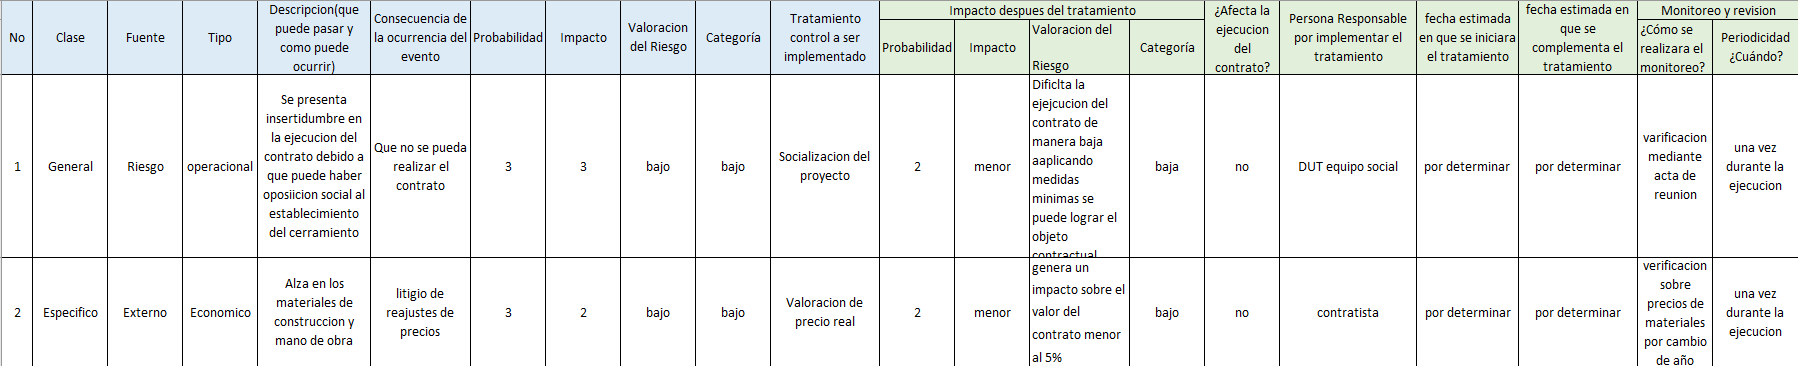 No
Clase
Fuente
Tipo
Descripcion(que
puede pasar y
como puede
ocurrir)
Consecuencia de
la ocurrencia del
evento
Probabilidad
Impacto
Valoracion
del Riesgo
Categoría
Tratamiento
control a ser
implementado
Impacto despues del tratamiento
Probabilidad
Impacto
Valoracion del
Riesgo
Categoría
¿Afecta la
ejecucion
del
contrato?
Persona Responsable
por implementar el
tratamiento
fecha estimada
en que se iniciara
el tratamiento
fecha estimada en
que se
complementa el
tratamiento
Monitoreo y revision
¿Cómo se
realizara el
monitoreo?
Periodicidad
¿Cuándo?
1
General
Riesgo
operacional
Se presenta
insertidumbre en
la ejecucion del
contrato debido a
que puede haber
oposiicion social al
establecimiento
del cerramiento
Que no se pueda
realizar el
contrato
3
3
bajo
bajo
Socializacion del
proyecto
2
menor
Dificlta la
ejejcucion del
contrato de
manera baja
aaplicando
medidas
minimas se
puede lograr el
objeto
contractual
baja
no
DUT equipo social
por determinar
por determinar
varificacion
mediante
acta de
reunion
una vez
durante la
ejecucion
2
Especifico
Externo
Economico
Alza en los
materiales de
construccion y
mano de obra
litigio de
reajustes de
precios
3
2
bajo
bajo
Valoracion de
precio real
2
menor
genera un
impacto sobre el
valor del
contrato menor
al 5%
bajo
no
contratista
por determinar
por determinar
verificacion
sobre
precios de
materiales
por cambio
de año
una vez
durante la
ejecucion